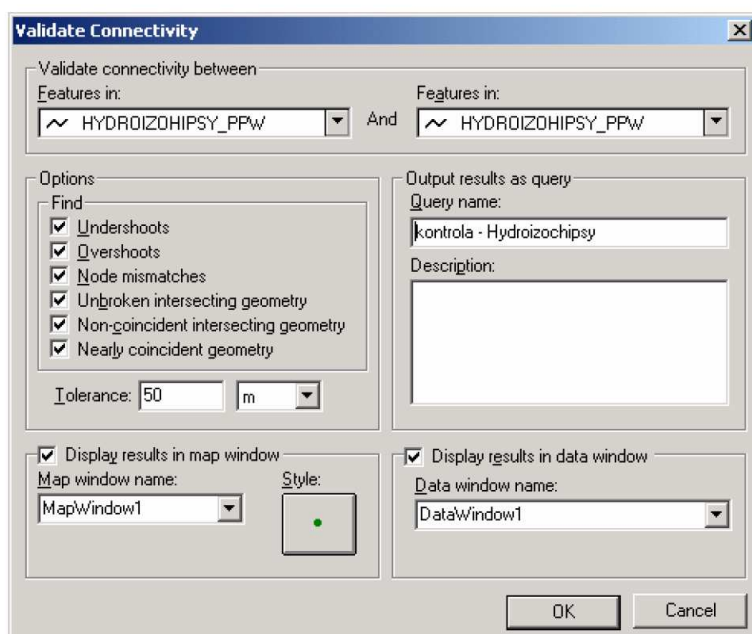 Validate Connectivity
Validate connectivity between
Features in:
HYDROIZOHIPSY_PPW
And
Features in:
HYDROIZOHIPSY_PPW
Options
Find
Undershoots
Overshoots
Node mismatches
Unbroken intersecting geometry
Non-coincident intersecting geometry
Nearly coincident geometry
Tolerance: 50 m
Output results as query
Query name:
kontrola - Hydroizochipsy
Description:
Display results in map window
Map window name:
MapWindow1
Style:
Display results in data window
Data window name:
DataWindow1
OK
Cancel